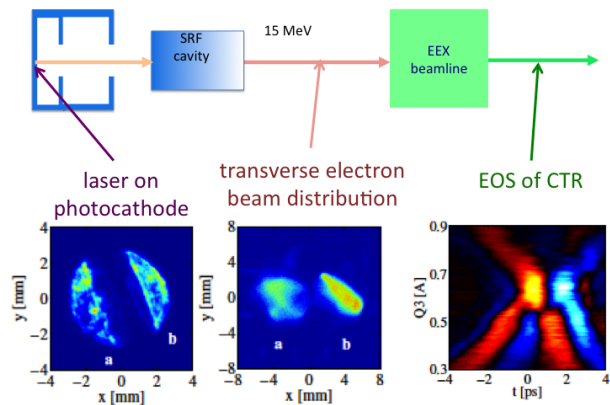 15 MeV
SRF
cavity
EEX
beamline
laser on
photocathode
transverse electron
beam distribution
EOS of CTR
4
2
0
−2
−4
y [mm]
a
b
−4 −2 0 2 4
x [mm]
8
4
0
−4
−8
y [mm]
a
b
−8 −4 0 4 8
x [mm]
0.9
0.7
0.5
0.3
Q3 [A]
−4 −2 0 2 4
t [ps]